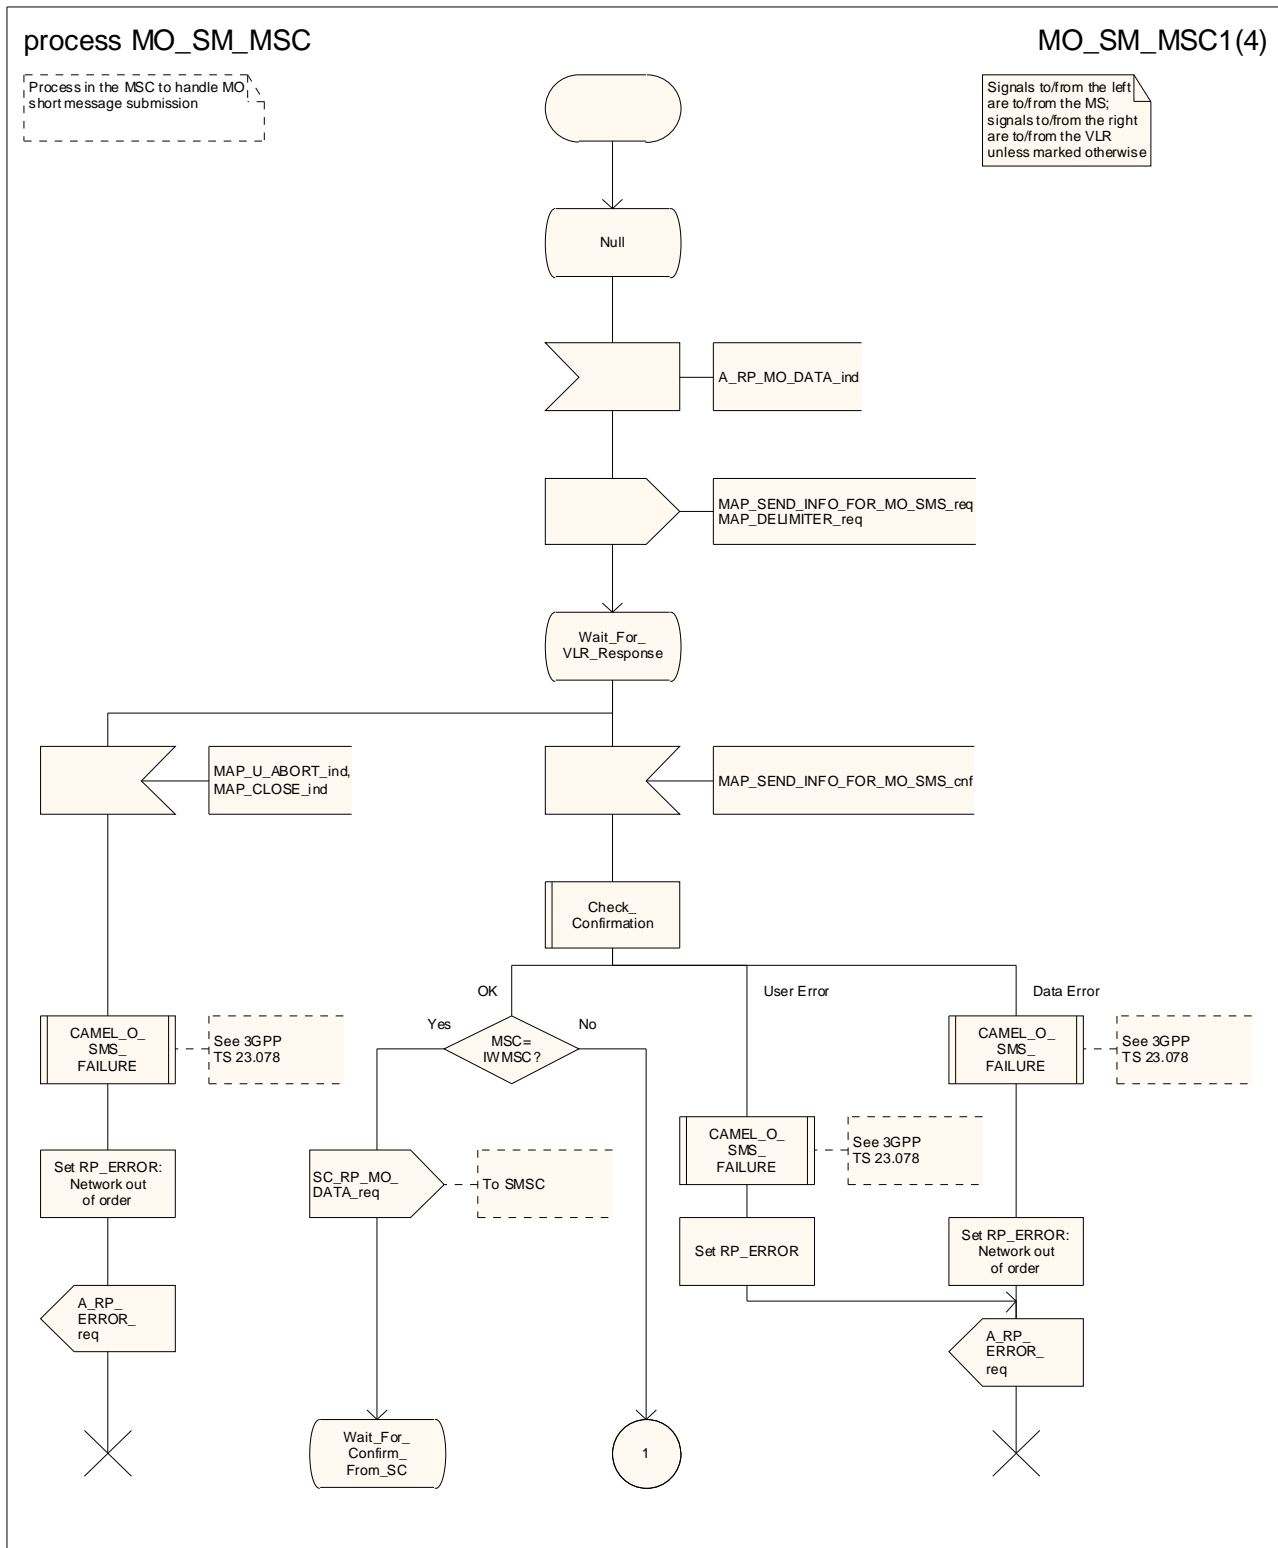 process MO_SM_MSC
MO_SM_MSC1(4)
Process in the MSC to handle MO
short message submission
Signals to/from the left
are to/from the MS;
signals to/from the right
are to/from the VLR
unless marked otherwise
Null
A_RP_MO_DATA_ind
MAP_SEND_INFO_FOR_MO_SMS_req
MAP_DELIMITER_req
Wait_For_
VLR_Response
MAP_U_ABORT_ind,
MAP_CLOSE_ind
MAP_SEND_INFO_FOR_MO_SMS_cnf
Check_
Confirmation
OK
User Error
Data Error
Yes
MSC=
IWMSC?
No
CAMEL_O_
SMS_
FAILURE
See 3GPP
TS 23.078
CAMEL_O_
SMS_
FAILURE
See 3GPP
TS 23.078
CAMEL_O_
SMS_
FAILURE
See 3GPP
TS 23.078
Set RP_ERROR:
Network out
of order
SC_RP_MO_
DATA_req
To SMSC
Set RP_ERROR
Set RP_ERROR:
Network out
of order
A_RP_
ERROR_
req
A_RP_
ERROR_
req
Wait_For_
Confirm_
From_SC
1